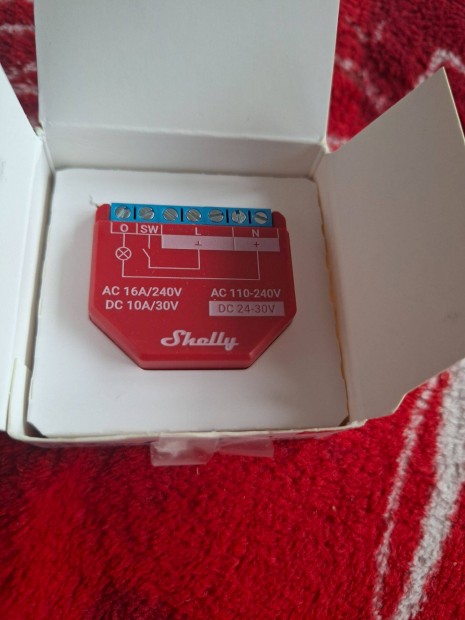 O SW L N
⊥ +
AC 16A/240V AC 110-240V
DC 10A/30V DC 24-30V
Shelly